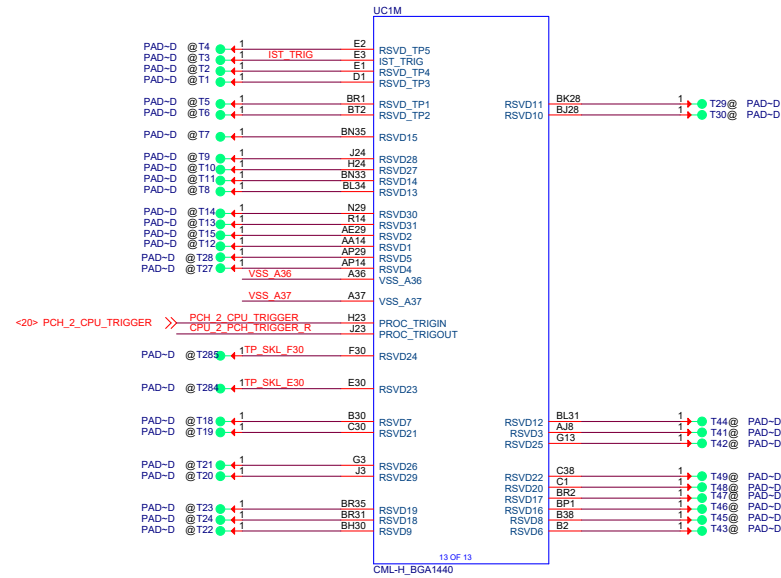 UC1M
PAD~D @T4 1 E2 RSVD_TP5
PAD~D @T3 1 IST_TRIG E3 IST_TRIG
PAD~D @T2 1 E1 RSVD_TP4
PAD~D @T1 1 D1 RSVD_TP3
PAD~D @T5 1 BR1 RSVD_TP1
PAD~D @T6 1 BT2 RSVD_TP2
RSVD11 BK28 1 T29@ PAD~D
RSVD10 BJ28 1 T30@ PAD~D
PAD~D @T7 1 BN35 RSVD15
PAD~D @T9 1 J24 RSVD28
PAD~D @T10 1 H24 RSVD27
PAD~D @T11 1 BN33 RSVD14
PAD~D @T8 1 BL34 RSVD13
PAD~D @T14 1 N29 RSVD30
PAD~D @T13 1 R14 RSVD31
PAD~D @T15 1 AE29 RSVD2
PAD~D @T12 1 AA14 RSVD1
PAD~D @T28 1 AP29 RSVD5
PAD~D @T27 1 AP14 RSVD4
VSS_A36 A36 VSS_A36
VSS_A37 A37 VSS_A37
<20> PCH_2_CPU_TRIGGER PCH_2_CPU_TRIGGER H23 PROC_TRIGIN
CPU_2_PCH_TRIGGER_R J23 PROC_TRIGOUT
PAD~D @T285 1 TP_SKL_F30 F30 RSVD24
PAD~D @T284 1 TP_SKL_E30 E30 RSVD23
PAD~D @T18 1 B30 RSVD7
PAD~D @T19 1 C30 RSVD21
RSVD12 BL31 1 T44@ PAD~D
RSVD3 AJ8 1 T41@ PAD~D
RSVD25 G13 1 T42@ PAD~D
PAD~D @T21 1 G3 RSVD26
PAD~D @T20 1 J3 RSVD29
RSVD22 C38 1 T49@ PAD~D
RSVD20 C1 1 T48@ PAD~D
RSVD17 BR2 1 T47@ PAD~D
RSVD16 BP1 1 T46@ PAD~D
RSVD8 B38 1 T45@ PAD~D
RSVD6 B2 1 T43@ PAD~D
PAD~D @T23 1 BR35 RSVD19
PAD~D @T24 1 BR31 RSVD18
PAD~D @T22 1 BH30 RSVD9
13 OF 13
CML-H_BGA1440